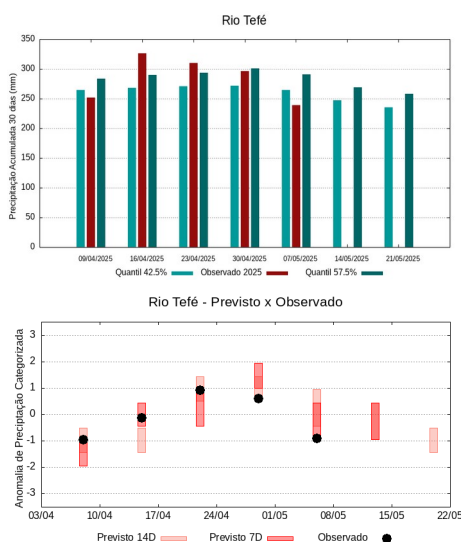 Rio Tefé
Precipitação Acumulada 30 dias (mm)
350
300
250
200
150
100
50
0
09/04/2025 16/04/2025 23/04/2025 30/04/2025 07/05/2025 14/05/2025 21/05/2025
Quantil 42.5% Observado 2025 Quantil 57.5%
Rio Tefé - Previsto x Observado
Anomalia de Precipitação Categorizada
3
2
1
0
-1
-2
-3
03/04 10/04 17/04 24/04 01/05 08/05 15/05 22/05
Previsto 14D Previsto 7D Observado